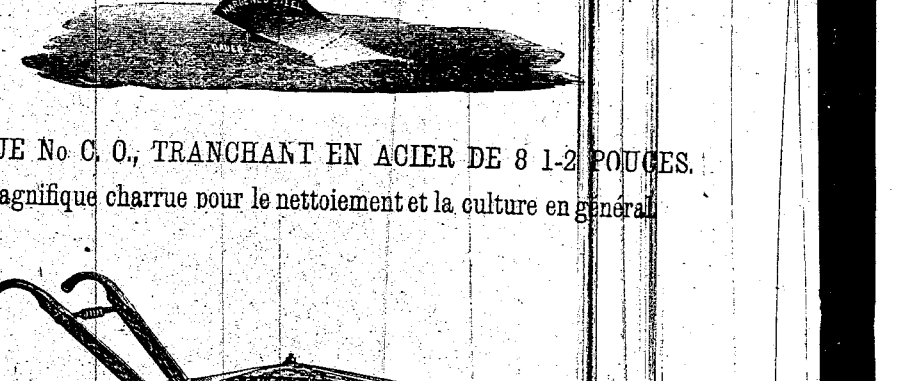 UE No C. O., TRANCHANT EN ACIER DE 8 1-2 POUCES.
agnifique charrue pour le nettoiement et la culture en général.